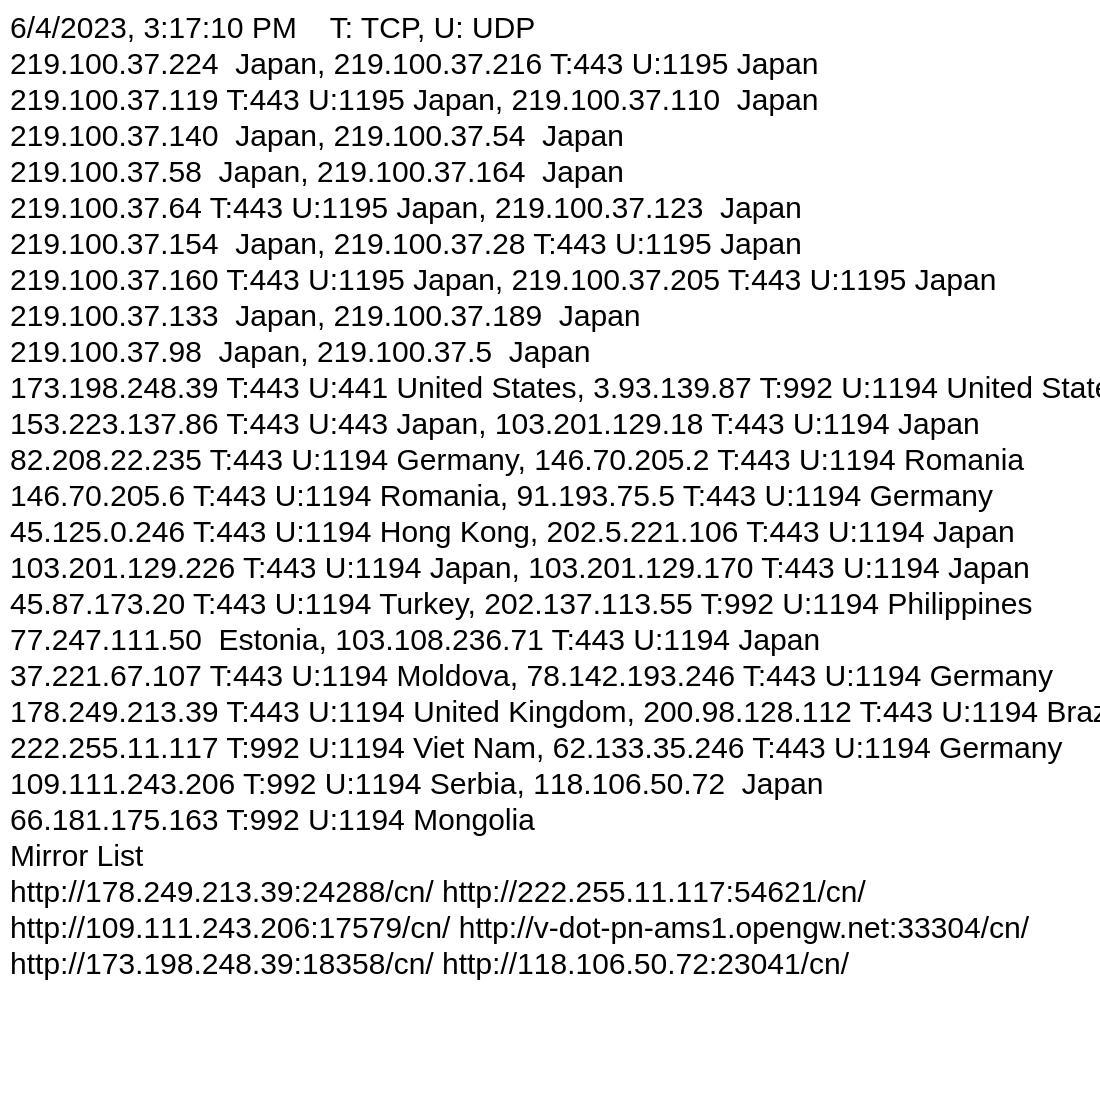 6/4/2023, 3:17:10 PM    T: TCP, U: UDP
219.100.37.224  Japan, 219.100.37.216 T:443 U:1195 Japan
219.100.37.119 T:443 U:1195 Japan, 219.100.37.110  Japan
219.100.37.140  Japan, 219.100.37.54  Japan
219.100.37.58  Japan, 219.100.37.164  Japan
219.100.37.64 T:443 U:1195 Japan, 219.100.37.123  Japan
219.100.37.154  Japan, 219.100.37.28 T:443 U:1195 Japan
219.100.37.160 T:443 U:1195 Japan, 219.100.37.205 T:443 U:1195 Japan
219.100.37.133  Japan, 219.100.37.189  Japan
219.100.37.98  Japan, 219.100.37.5  Japan
173.198.248.39 T:443 U:441 United States, 3.93.139.87 T:992 U:1194 United State
153.223.137.86 T:443 U:443 Japan, 103.201.129.18 T:443 U:1194 Japan
82.208.22.235 T:443 U:1194 Germany, 146.70.205.2 T:443 U:1194 Romania
146.70.205.6 T:443 U:1194 Romania, 91.193.75.5 T:443 U:1194 Germany
45.125.0.246 T:443 U:1194 Hong Kong, 202.5.221.106 T:443 U:1194 Japan
103.201.129.226 T:443 U:1194 Japan, 103.201.129.170 T:443 U:1194 Japan
45.87.173.20 T:443 U:1194 Turkey, 202.137.113.55 T:992 U:1194 Philippines
77.247.111.50  Estonia, 103.108.236.71 T:443 U:1194 Japan
37.221.67.107 T:443 U:1194 Moldova, 78.142.193.246 T:443 U:1194 Germany
178.249.213.39 T:443 U:1194 United Kingdom, 200.98.128.112 T:443 U:1194 Braz
222.255.11.117 T:992 U:1194 Viet Nam, 62.133.35.246 T:443 U:1194 Germany
109.111.243.206 T:992 U:1194 Serbia, 118.106.50.72  Japan
66.181.175.163 T:992 U:1194 Mongolia
Mirror List
http://178.249.213.39:24288/cn/ http://222.255.11.117:54621/cn/
http://109.111.243.206:17579/cn/ http://v-dot-pn-ams1.opengw.net:33304/cn/
http://173.198.248.39:18358/cn/ http://118.106.50.72:23041/cn/